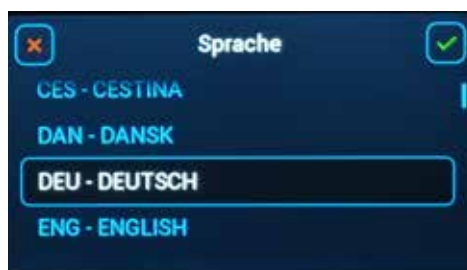 Sprache
CES - CESTINA
DAN - DANSK
DEU - DEUTSCH
ENG - ENGLISH